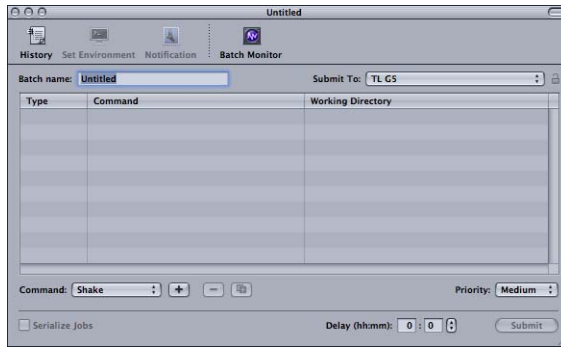 Untitled
History Set Environment Notification Batch Monitor
Batch name: Untitled Submit To: TL G5
Type Command Working Directory
Command: Shake Priority: Medium
Serialize Jobs Delay (hh:mm): 0 : 0 Submit